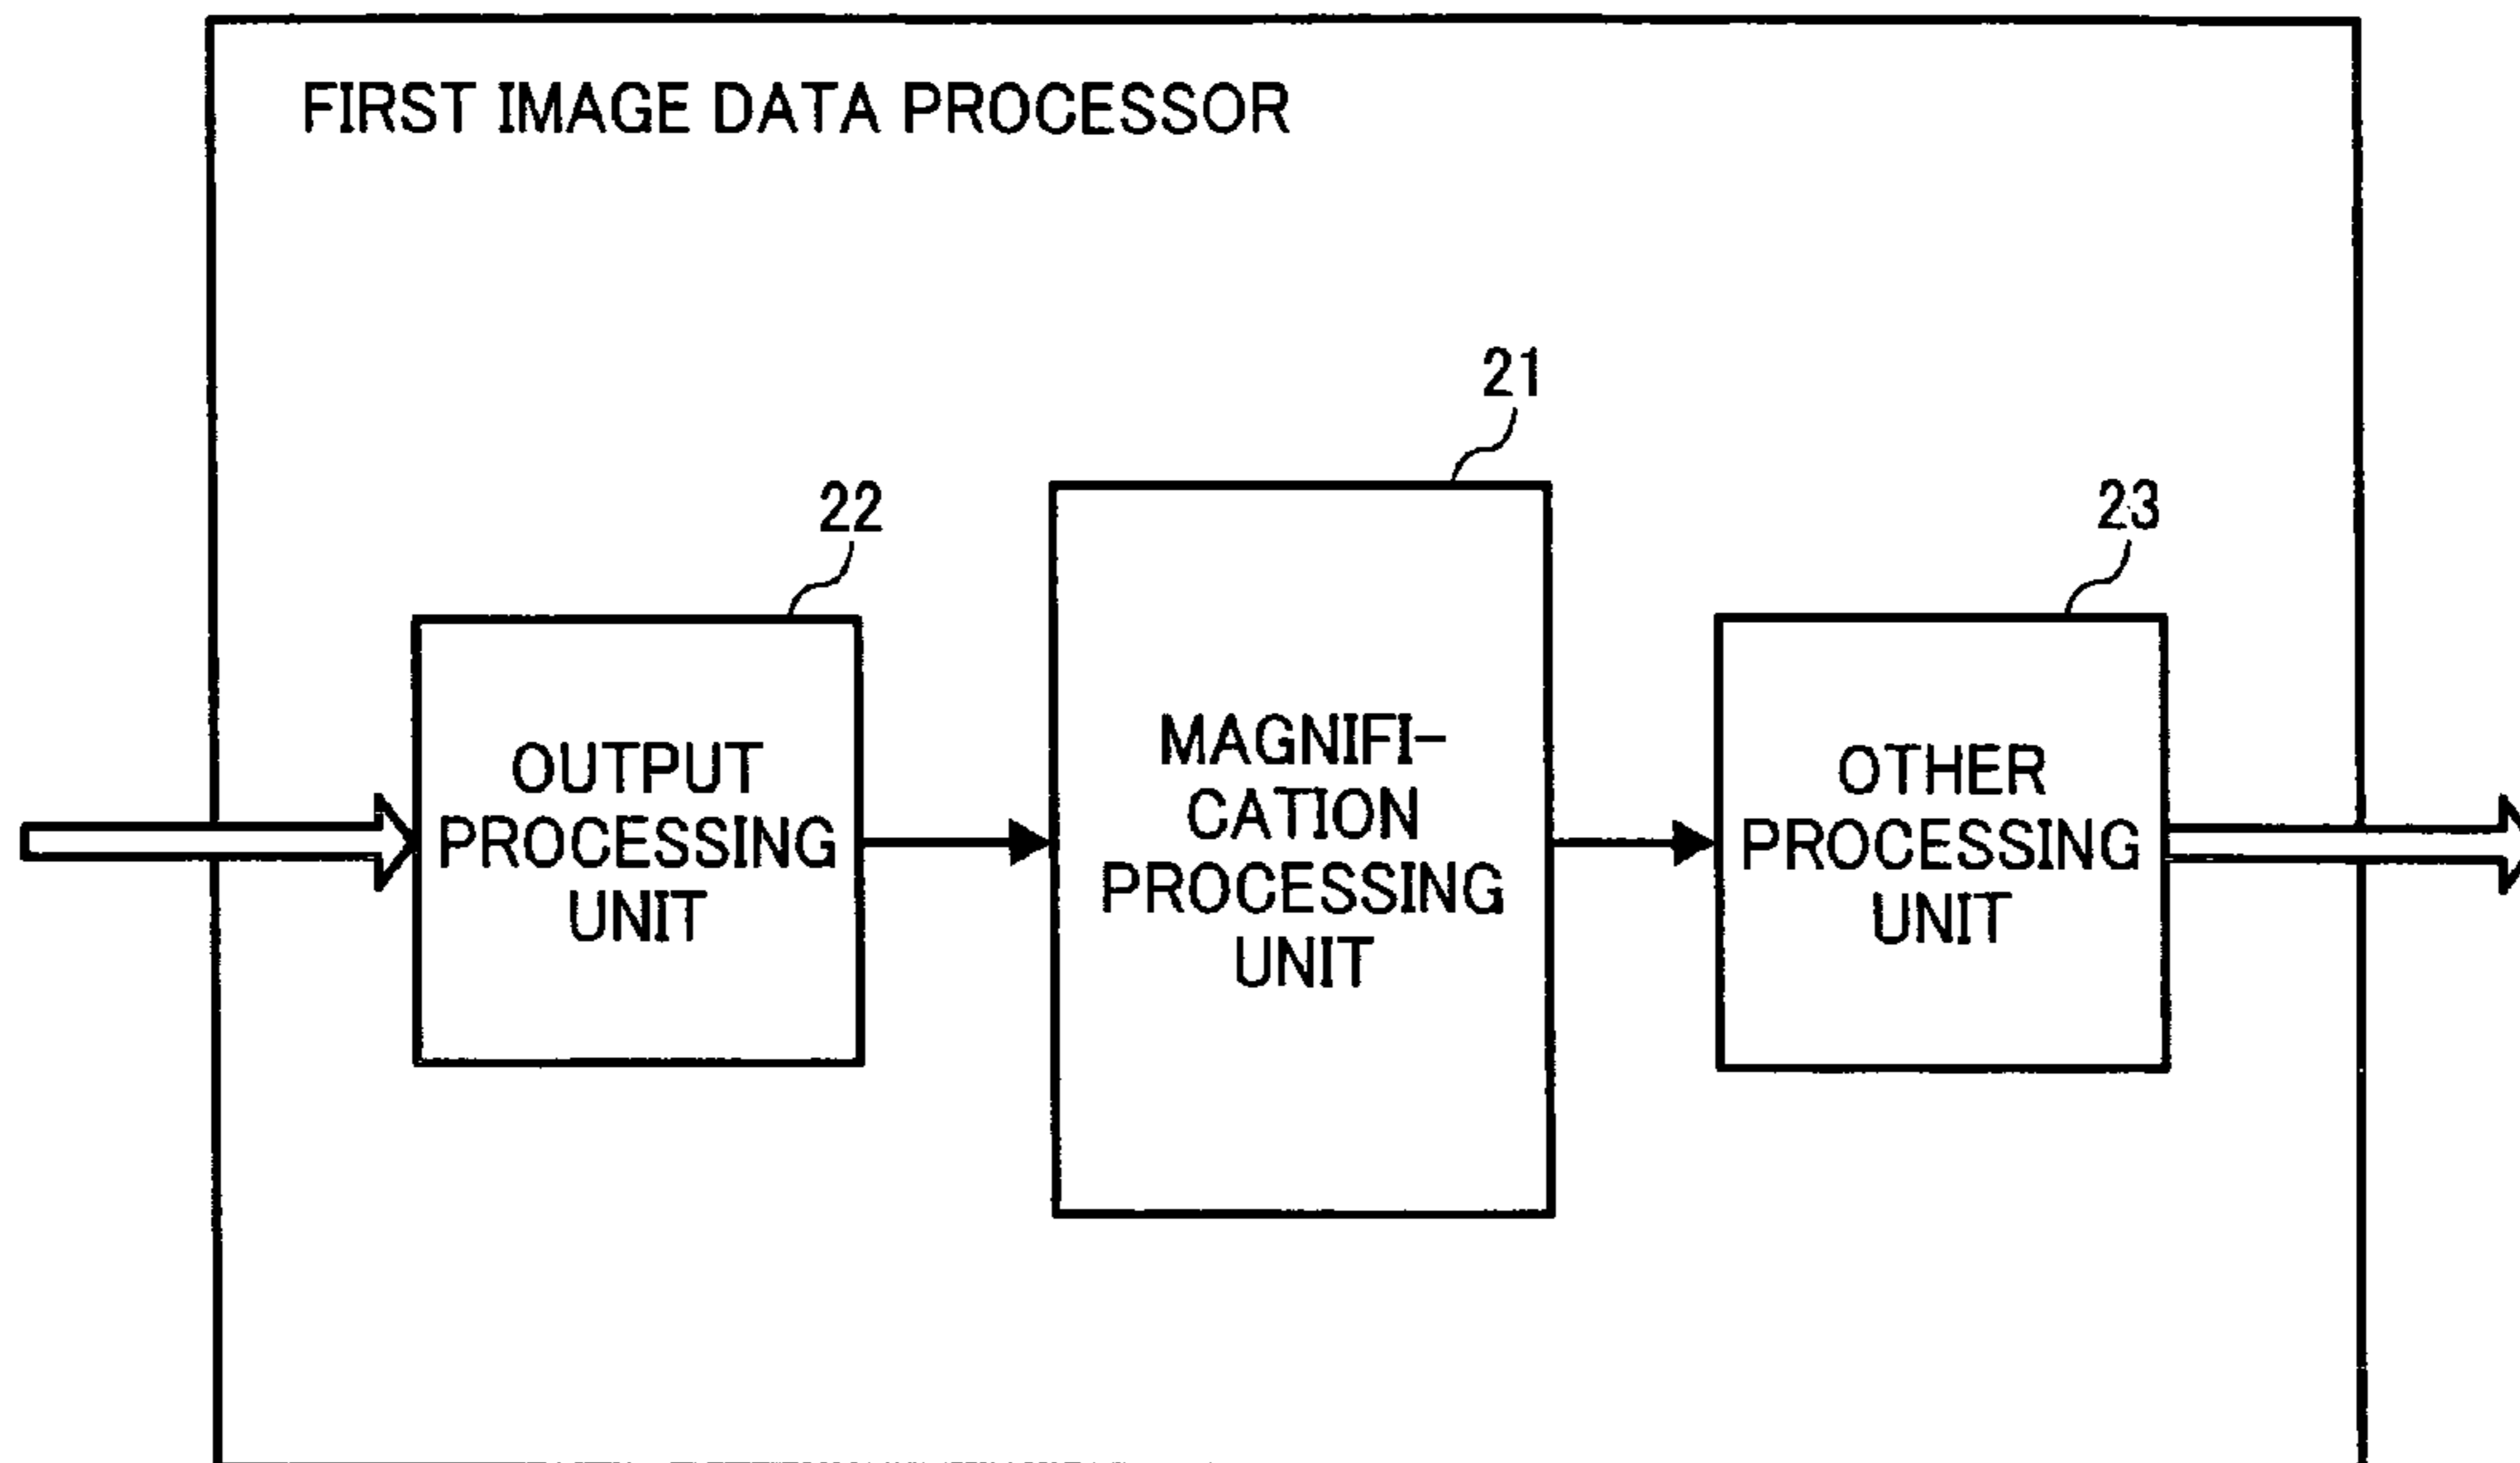 FIRST IMAGE DATA PROCESSOR
21
22
23
OUTPUT
PROCESSING
UNIT
MAGNIFI-
CATION
PROCESSING
UNIT
OTHER
PROCESSING
UNIT